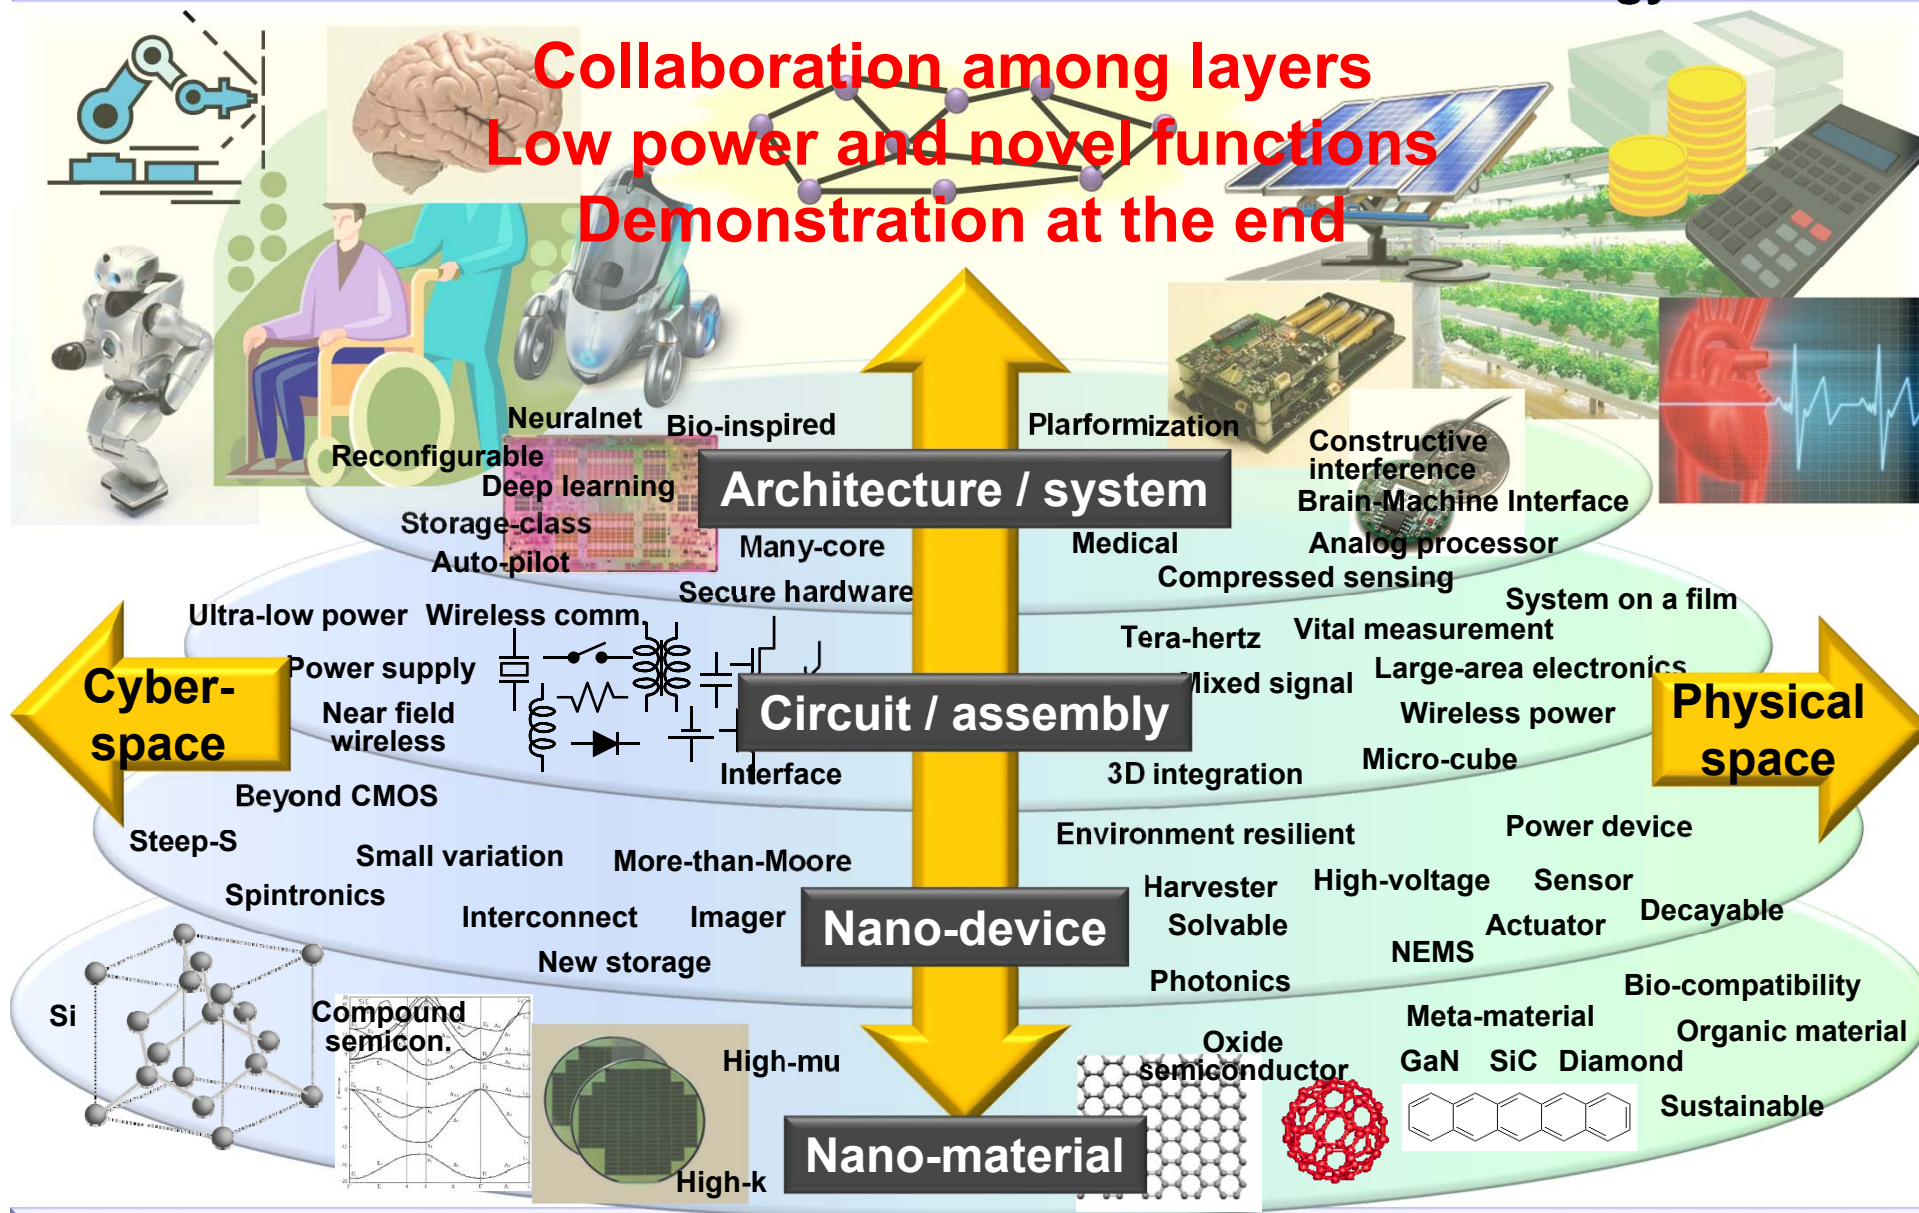 Collaboration among layers
Low power and novel functions
Demonstration at the end
Neuralnet
Bio-inspired
Plarformization
Reconfigurable
Constructive
interference
Deep learning
Architecture / system
Brain-Machine Interface
Storage-class
Auto-pilot
Many-core
Medical
Analog processor
Secure hardware
Compressed sensing
System on a film
Ultra-low power
Wireless comm.
Tera-hertz
Vital measurement
Power supply
Large-area electronics
Mixed signal
Cyber-
space
Near field
wireless
Circuit / assembly
Wireless power
Physical
space
Interface
3D integration
Micro-cube
Beyond CMOS
Steep-S
Small variation
More-than-Moore
Environment resilient
Power device
Spintronics
Harvester
High-voltage
Sensor
Interconnect
Imager
Nano-device
Solvable
Actuator
Decayable
New storage
NEMS
Photonics
Bio-compatibility
Si
Compound
semicon.
Meta-material
Organic material
High-mu
Oxide
semiconductor
GaN
SiC
Diamond
Sustainable
Nano-material
High-k